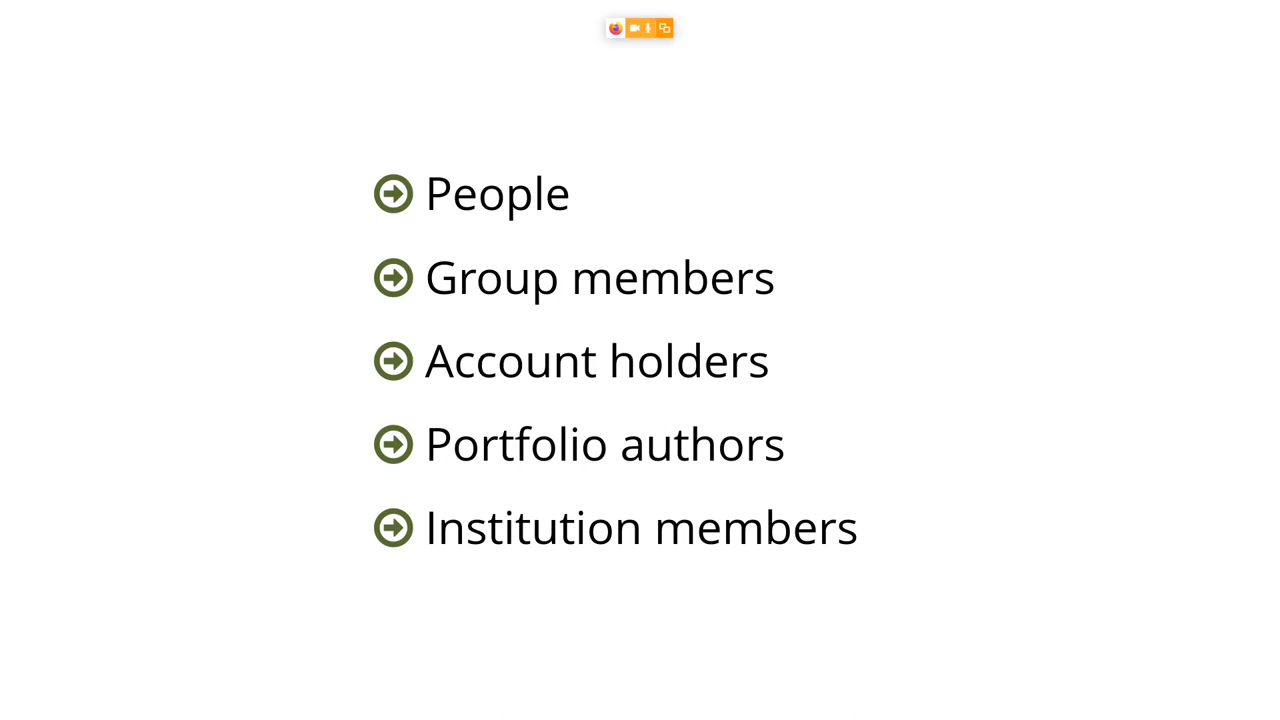 People
Group members
Account holders
Portfolio authors
Institution members